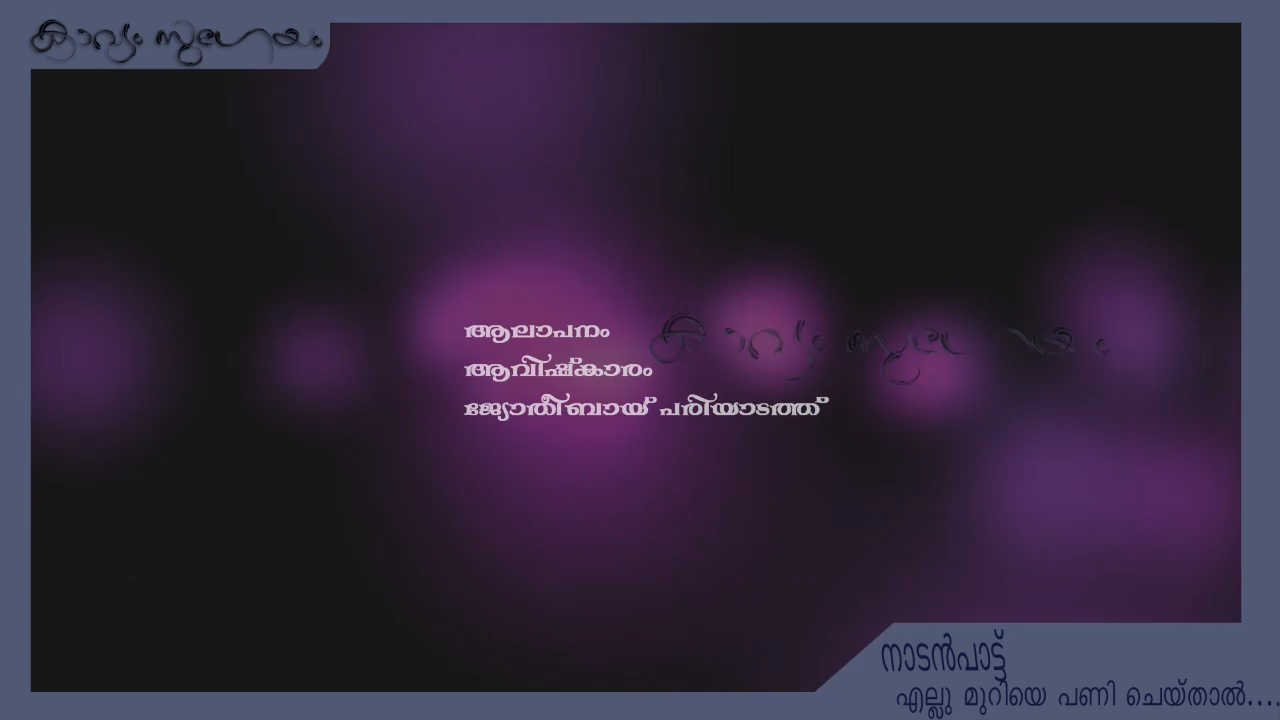 കാവ്യം സുഗേയം
ആലാപനം
കാവ്യം സുഗേയം
ആവിഷ്കാരം
ജ്യോതീബായ് പരിയാടത്ത്
നാടൻപാട്ട്
എല്ലു മുറിയെ പണി ചെയ്താൽ....